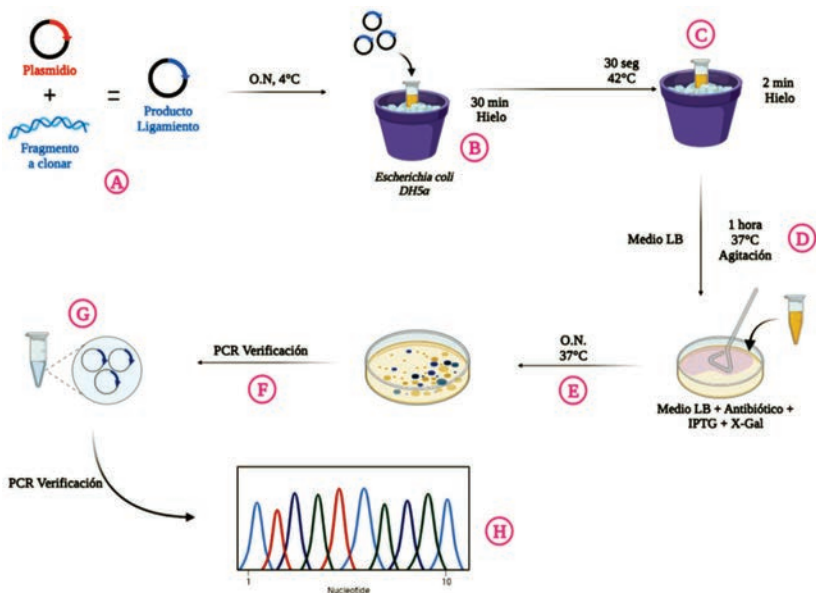 Plasmidio
+
Fragmento
a clonar
=
Producto
Ligamiento
A
O.N, 4°C
Escherichia coli
DH5α
30 min
Hielo
B
30 seg
42°C
C
2 min
Hielo
Medio LB
1 hora
37°C
Agitación
D
Medio LB + Antibiótico +
IPTG + X-Gal
O.N.
37°C
E
PCR Verificación
F
G
PCR Verificación
1
10
Nucleotide
H